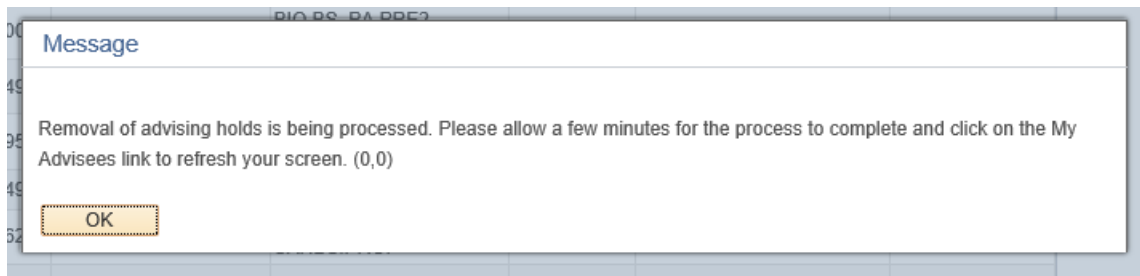 Message
Removal of advising holds is being processed. Please allow a few minutes for the process to complete and click on the My
Advisees link to refresh your screen. (0,0)
OK